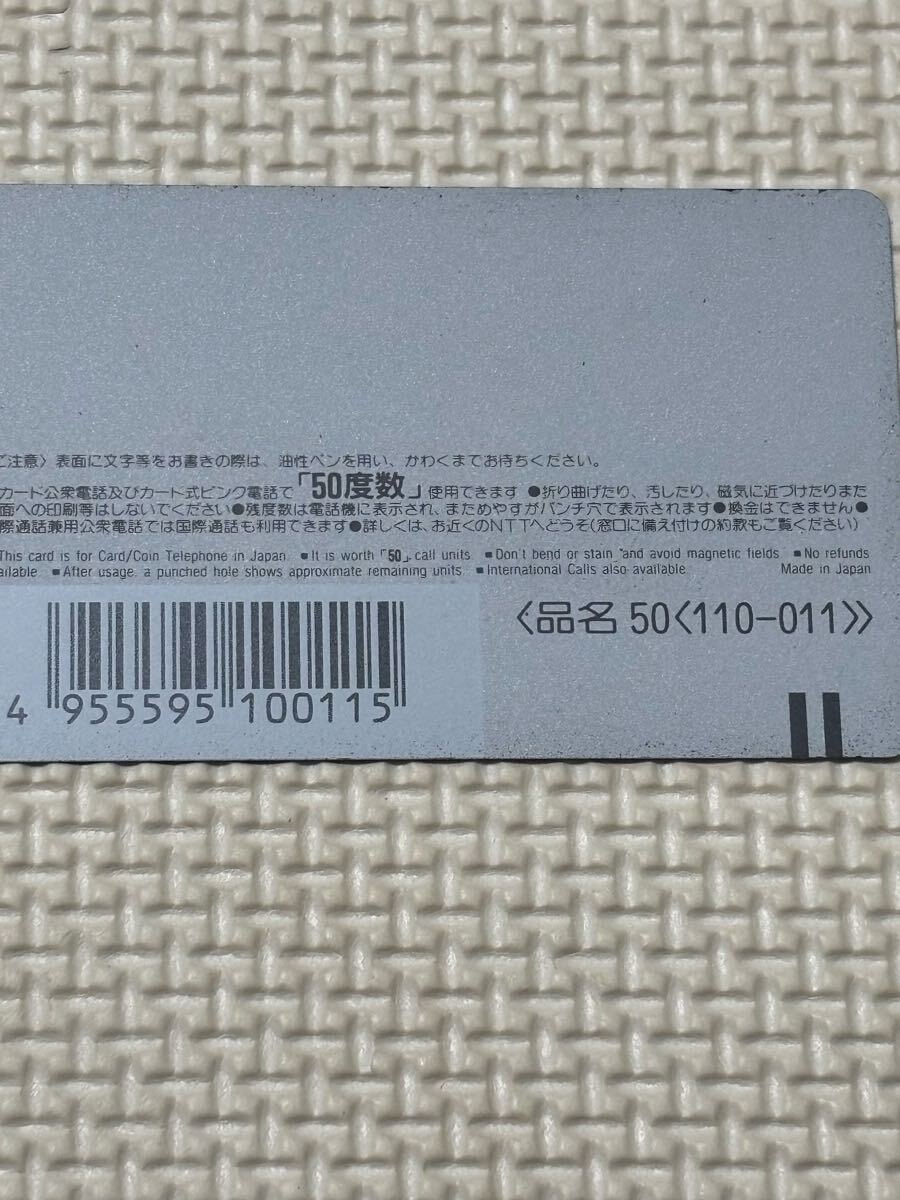 ご注意〉表面に文字等をお書きの際は、油性ペンを用い、かわくまでお待ちください。
カード公衆電話及びカード式ピンク電話で「50度数」使用できます ●折り曲げたり、汚したり、磁気に近づけたりまた
面への印刷等はしないでください●残度数は電話機に表示され、まためやすがパンチ穴で表示されます●換金はできません●
際通話兼用公衆電話では国際通話も利用できます●詳しくは、お近くのNTTへどうぞ(窓口に備え付けの約款もご覧ください)
This card is for Card/Coin Telephone in Japan. ■It is worth「50」call units ■Don't bend or stain and avoid magnetic fields ■No refunds
ailable ■After usage, a punched hole shows approximate remaining units ■International Calls also available Made in Japan
〈品名 50〈110-011〉〉
4 955595 100115